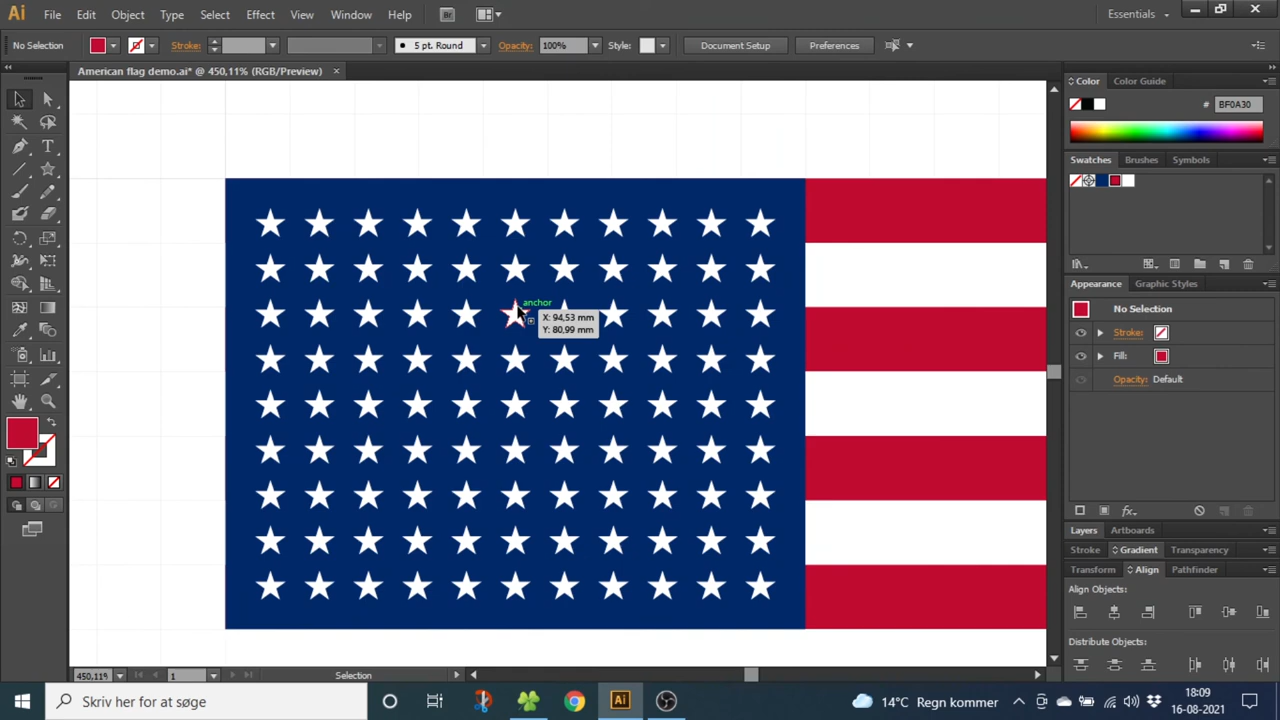 Ai File Edit Object Type Select Effect View Window Help Br Essentials
No Selection Stroke: 5 pt. Round Opacity: 100% Style: Document Setup Preferences
American flag demo.ai* @ 450,11% (RGB/Preview) ×
Color Color Guide
# BF0A30
Swatches Brushes Symbols
Appearance Graphic Styles
No Selection
Stroke:
Fill:
Opacity: Default
anchor
X: 94,53 mm
Y: 80,99 mm
Layers Artboards
Stroke Gradient Transparency
Transform Align Pathfinder
Align Objects:
Distribute Objects:
450,11% 1 Selection
Skriv her for at søge
Ai
14°C Regn kommer
18:09
16-08-2021